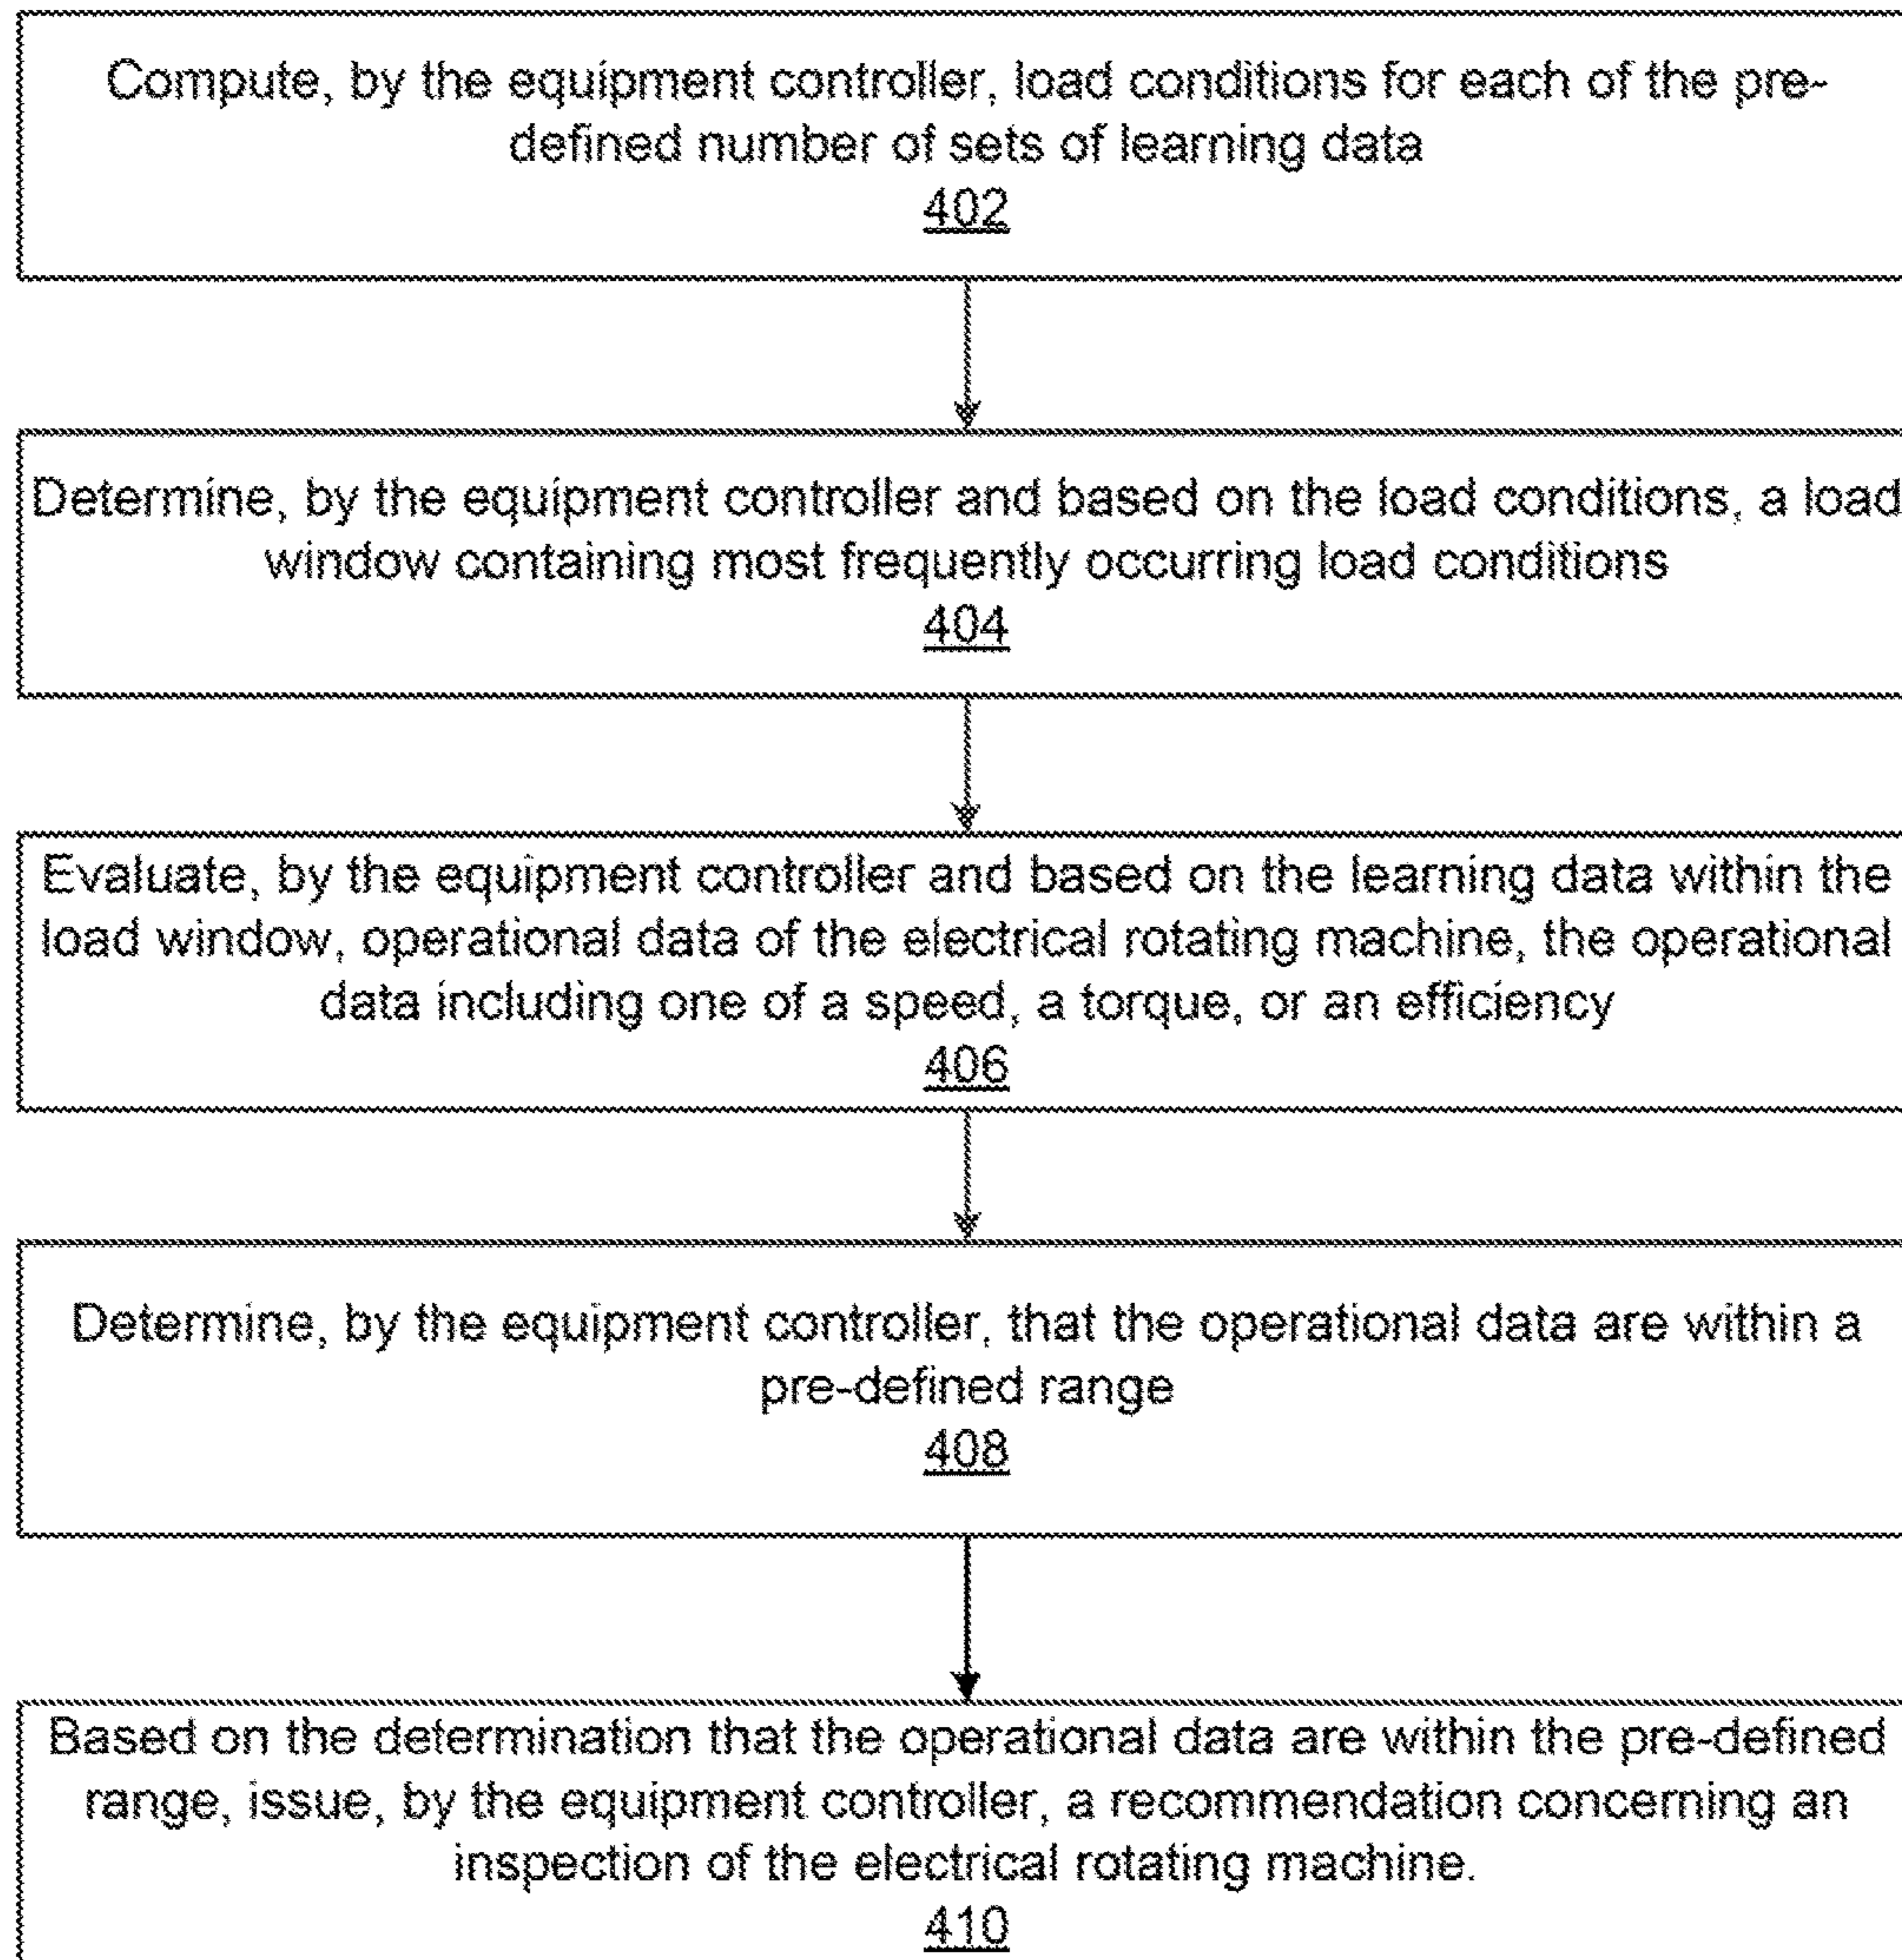 Compute, by the equipment controller, load conditions for each of the pre-
defined number of sets of learning data
402
Determine, by the equipment controller and based on the load conditions, a load
window containing most frequently occurring load conditions
404
Evaluate, by the equipment controller and based on the learning data within the
load window, operational data of the electrical rotating machine, the operational
data including one of a speed, a torque, or an efficiency
406
Determine, by the equipment controller, that the operational data are within a
pre-defined range
408
Based on the determination that the operational data are within the pre-defined
range, issue, by the equipment controller, a recommendation concerning an
inspection of the electrical rotating machine.
410